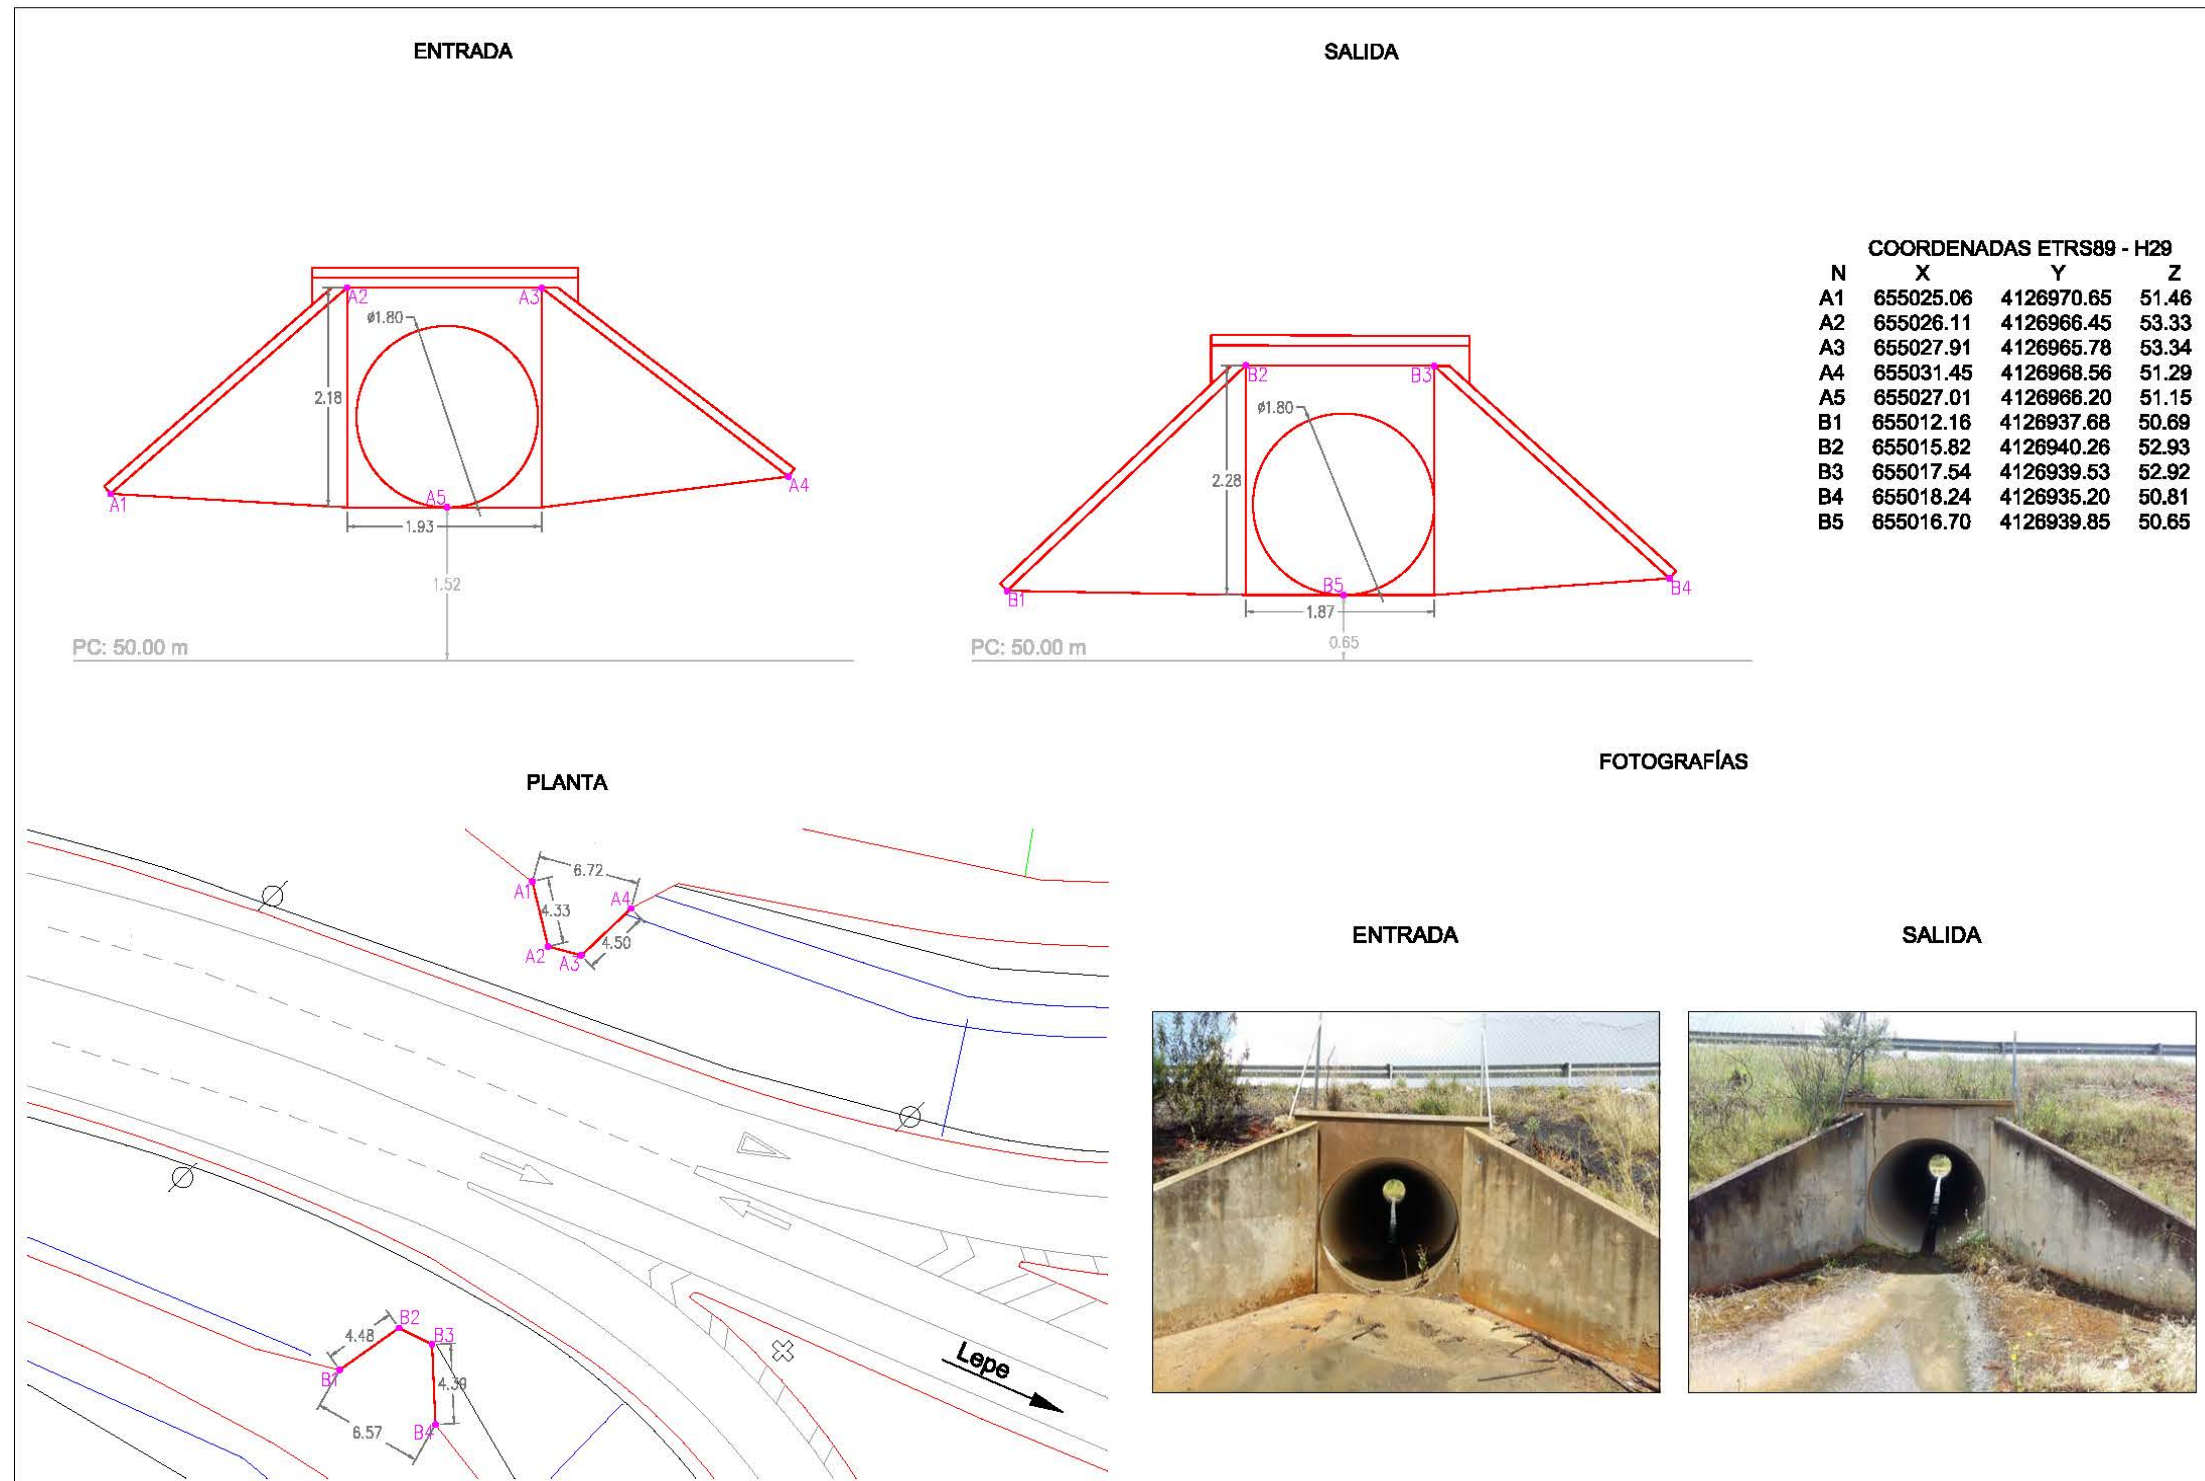 ENTRADA
A2
A3
ø1.80
2.18
A1
A4
A5
1.93
1.52
PC: 50.00 m
SALIDA
B2
B3
ø1.80
2.28
B1
B4
B5
1.87
0.65
PC: 50.00 m
COORDENADAS ETRS89 - H29
N X Y Z
A1 655025.06 4126970.65 51.46
A2 655026.11 4126966.45 53.33
A3 655027.91 4126965.78 53.34
A4 655031.45 4126968.56 51.29
A5 655027.01 4126966.20 51.15
B1 655012.16 4126937.68 50.69
B2 655015.82 4126940.26 52.93
B3 655017.54 4126939.53 52.92
B4 655018.24 4126935.20 50.81
B5 655016.70 4126939.85 50.65
PLANTA
6.72
A1
A4
4.33
4.50
A2
A3
B2
4.48
B3
B1
4.39
B4
6.57
Lepe
FOTOGRAFÍAS
ENTRADA
SALIDA